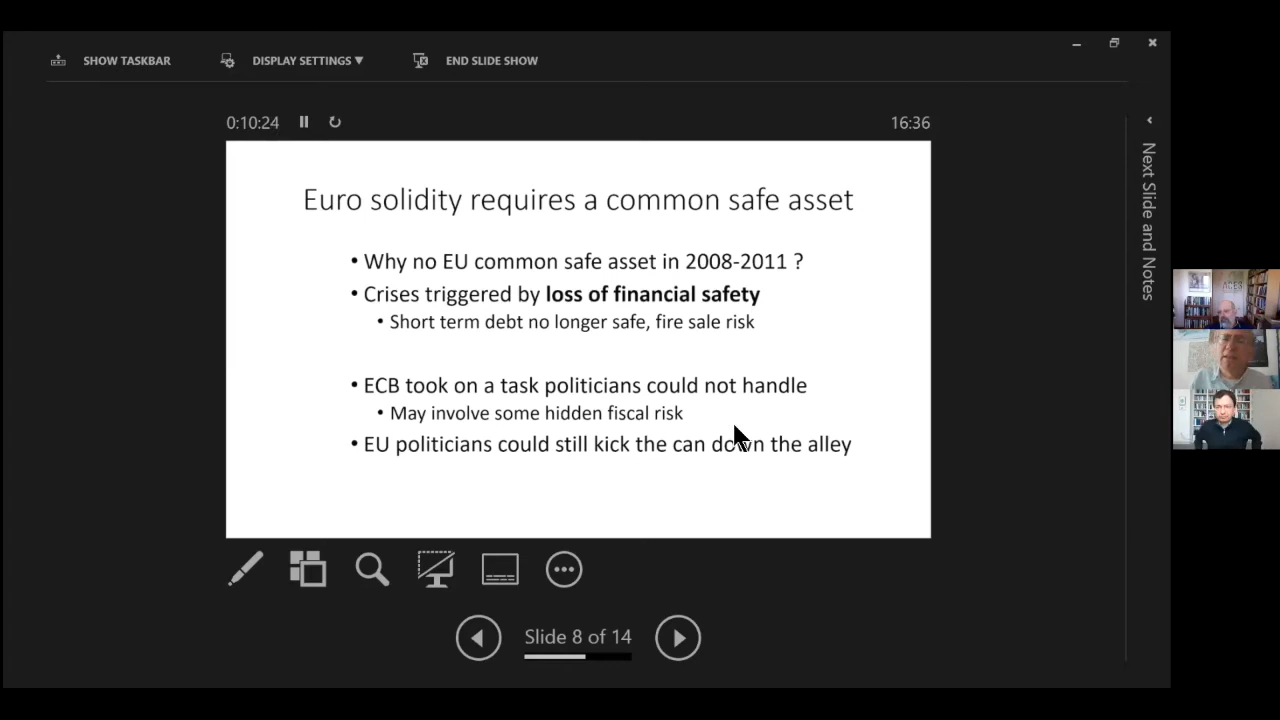 SHOW TASKBAR
DISPLAY SETTINGS ▼
END SLIDE SHOW
0:10:24
16:36
Euro solidity requires a common safe asset
• Why no EU common safe asset in 2008-2011 ?
• Crises triggered by loss of financial safety
• Short term debt no longer safe, fire sale risk
• ECB took on a task politicians could not handle
• May involve some hidden fiscal risk
• EU politicians could still kick the can down the alley
Slide 8 of 14
Next Slide and Notes
ACES